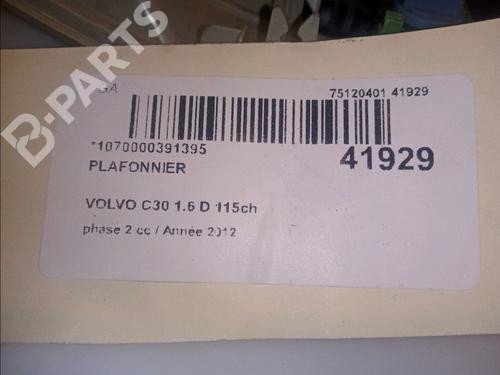 B-PARTS
75120401 41929
*1070000391395
41929
PLAFONNIER
VOLVO C30 1.6 D 115ch
phase 2 cc / Année 2012